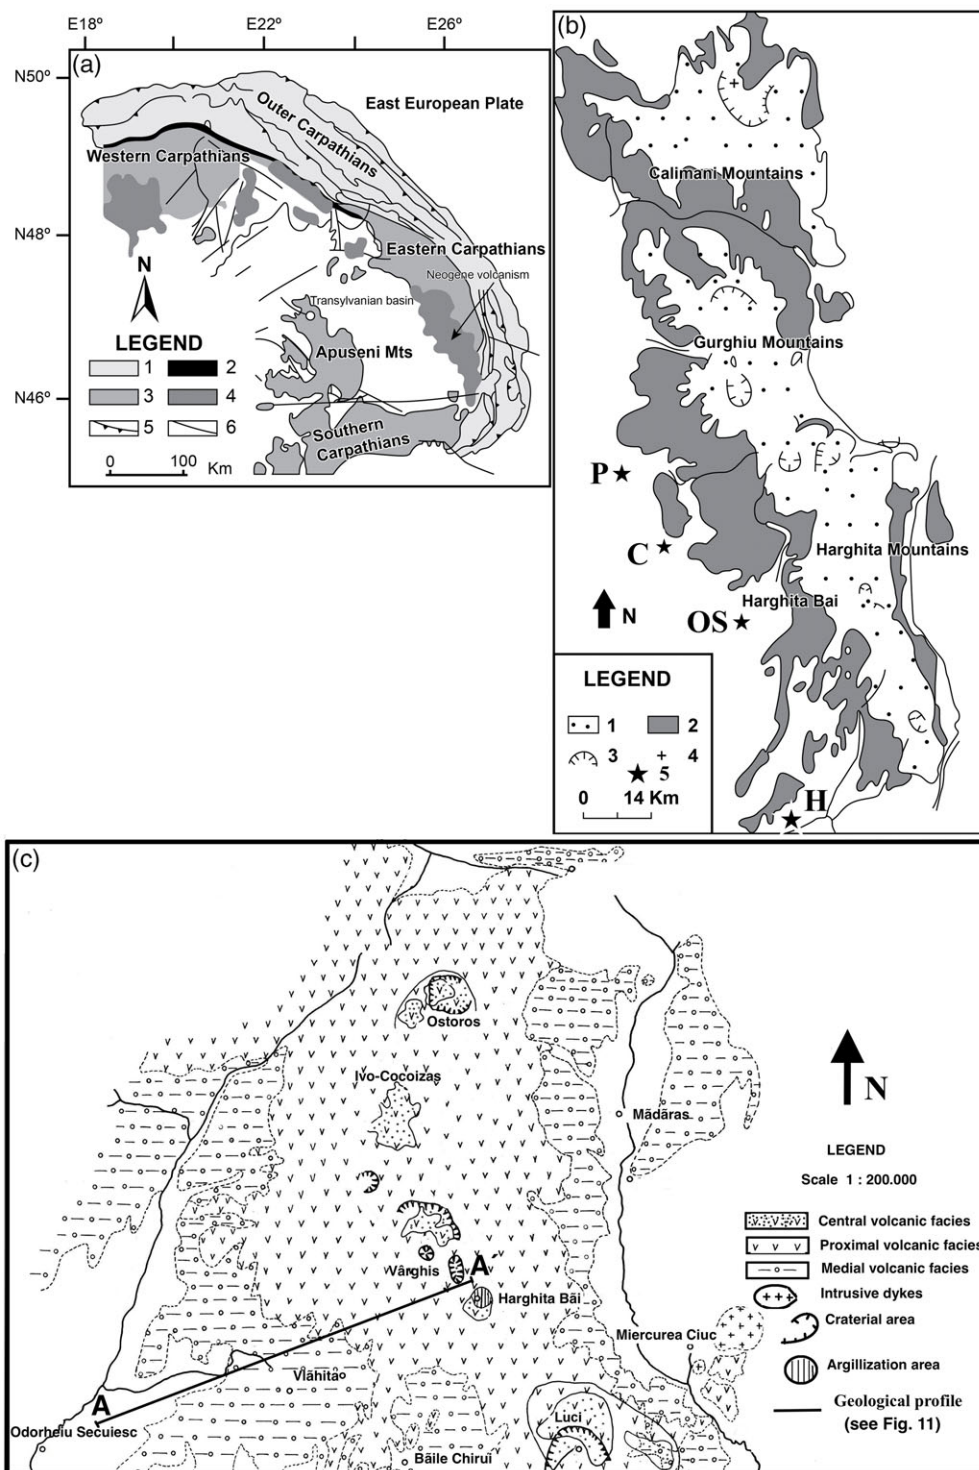 E18° E22° E26°
(a)
N50°
East European Plate
Outer Carpathians
Western Carpathians
N48°
Eastern Carpathians
N
Neogene volcanism
Transylvanian basin
LEGEND
Apuseni Mts
1 2
3 4
N46°
5 6
Southern
Carpathians
0 100 Km
(b)
Calimani Mountains
Gurghiu Mountains
P
C
Harghita Mountains
Harghita Bai
OS
N
LEGEND
1 2
3 4
5
0 14 Km
H
(c)
Ostoros
Ivo-Cocoizas
Mădăras
N
LEGEND
Scale 1 : 200.000
Central volcanic facies
Proximal volcanic facies
Medial volcanic facies
Intrusive dykes
Craterial area
Argillization area
Geological profile
(see Fig. 11)
Vârghis
A´
Harghita Băi
Miercurea Ciuc
Vlăhita
A
Odorheiu Secuiesc
Luci
Băile Chirui